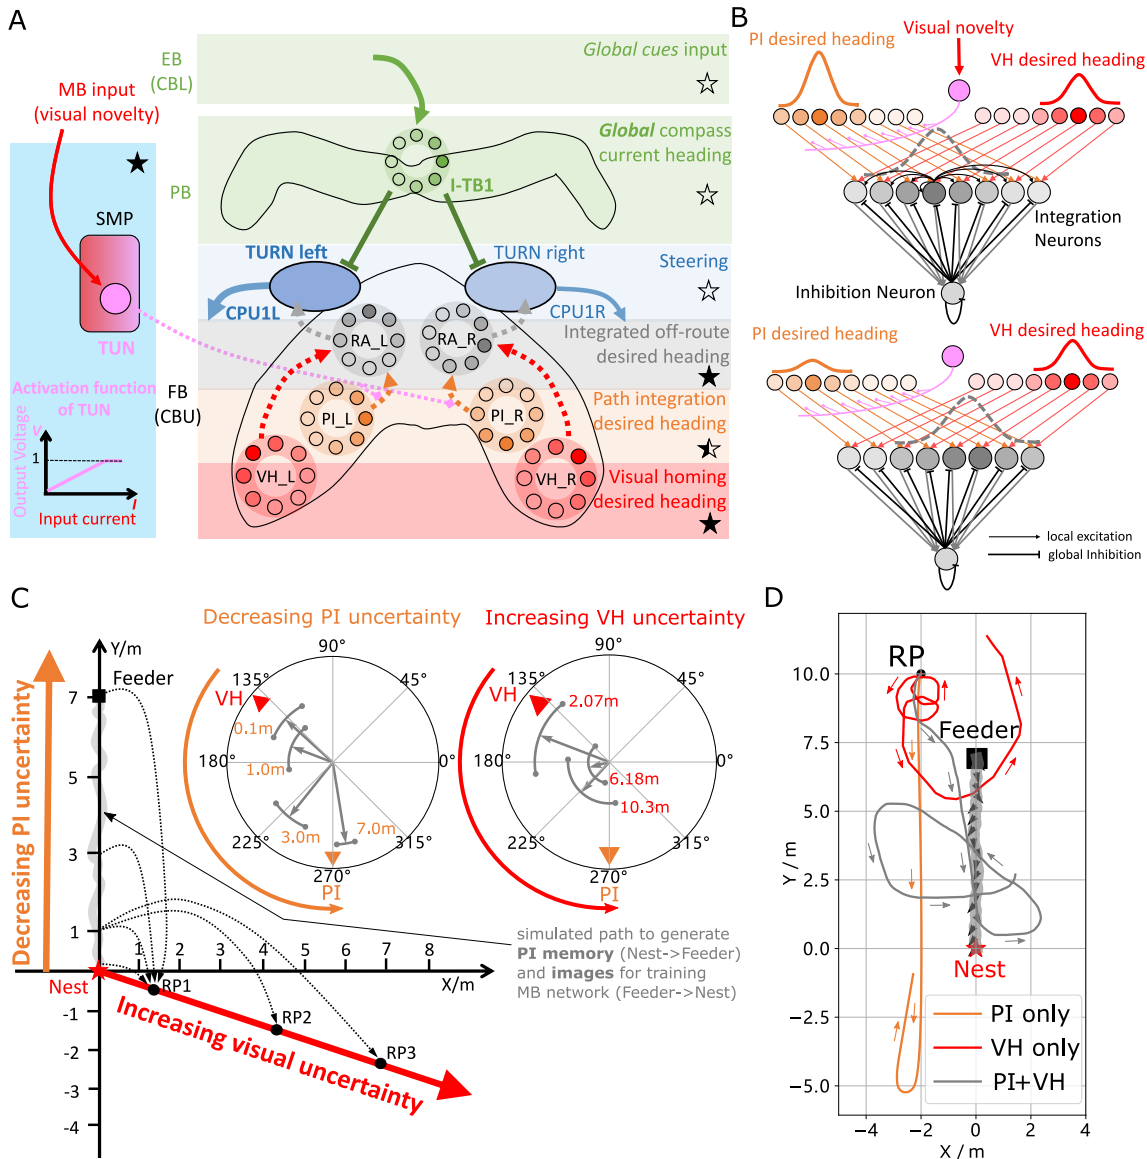 A
EB
(CBL)
Global cues input
MB input
(visual novelty)
Global compass
current heading
PB
I-TB1
SMP
TUN
TURN left
TURN right
Steering
CPU1L
CPU1R
RA_L
RA_R
Integrated off-route
desired heading
Activation function
of TUN
FB
(CBU)
PI_L
PI_R
Path integration
desired heading
Output Voltage
V
1
I
Input current
VH_L
VH_R
Visual homing
desired heading
B
Visual novelty
PI desired heading
VH desired heading
Integration
Neurons
Inhibition Neuron
PI desired heading
VH desired heading
local excitation
global Inhibition
C
Decreasing PI uncertainty
Y/m
Feeder
7
5
3
1
-1
-2
-3
-4
1 2 3 4 5 6 7 8
X/m
Nest
RP1
RP2
RP3
Increasing visual uncertainty
Decreasing PI uncertainty
90°
135°
45°
VH
0.1m
180°
1.0m
0°
3.0m
7.0m
225°
315°
270°
PI
Increasing VH uncertainty
90°
135°
45°
VH
2.07m
180°
0°
6.18m
10.3m
225°
315°
270°
PI
simulated path to generate
PI memory (Nest->Feeder)
and images for training
MB network (Feeder->Nest)
D
RP
Feeder
Nest
10.0
7.5
5.0
2.5
0.0
−2.5
−5.0
Y / m
PI only
VH only
PI+VH
−4 −2 0 2 4
X / m